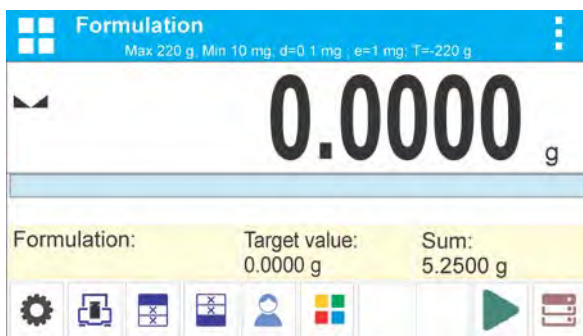 Formulation
Max 220 g, Min 10 mg; d=0.1 mg ; e=1 mg; T=-220 g
0.0000 g
Formulation: Target value: Sum:
0.0000 g 5.2500 g